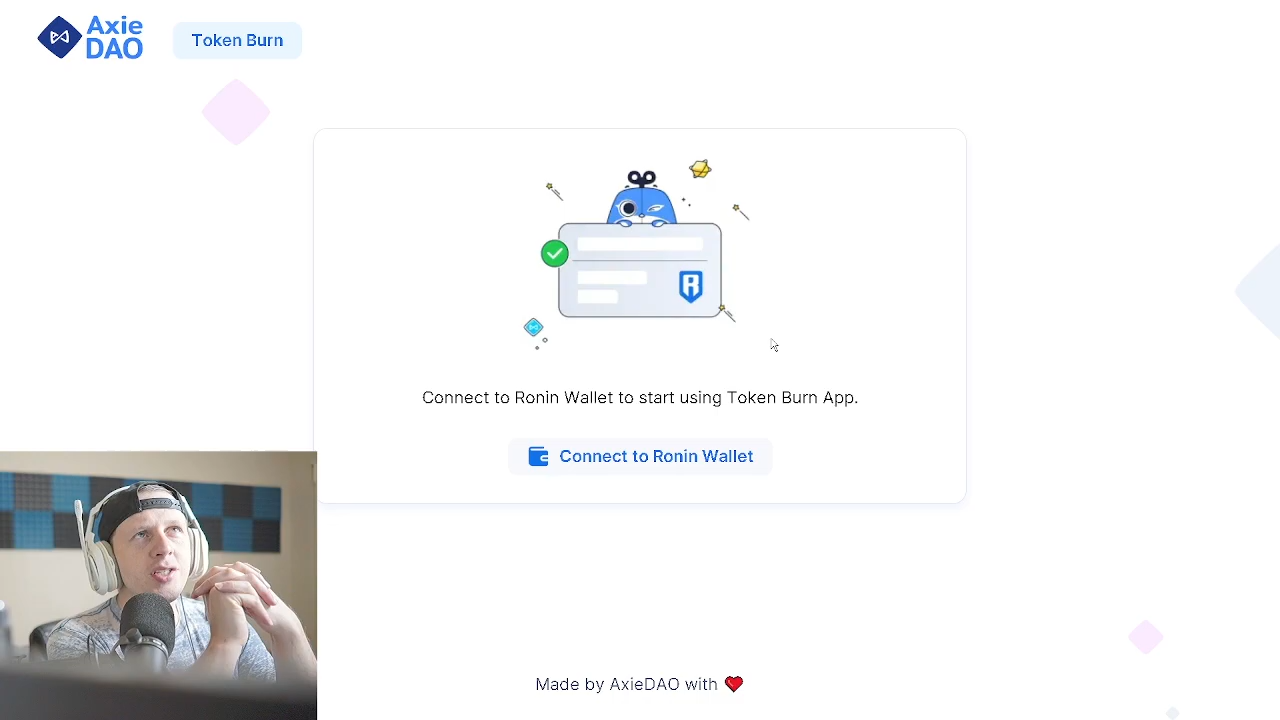 Axie
DAO
Token Burn
Connect to Ronin Wallet to start using Token Burn App.
Connect to Ronin Wallet
Made by AxieDAO with